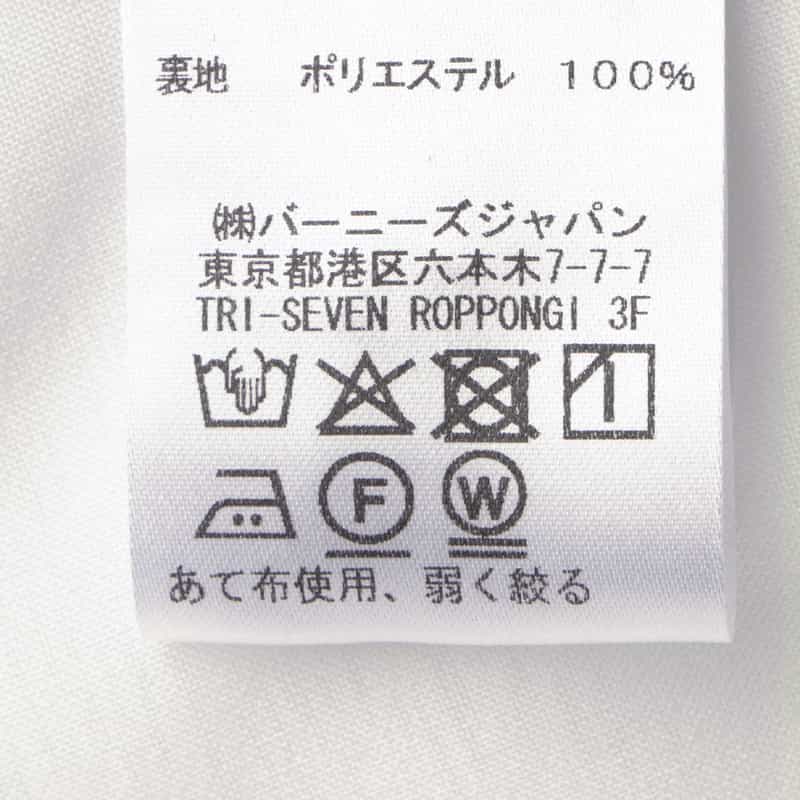 裏地　ポリエステル　100%
㈱バーニーズジャパン
東京都港区六本木7-7-7
TRI-SEVEN ROPPONGI 3F
F W
あて布使用、弱く絞る